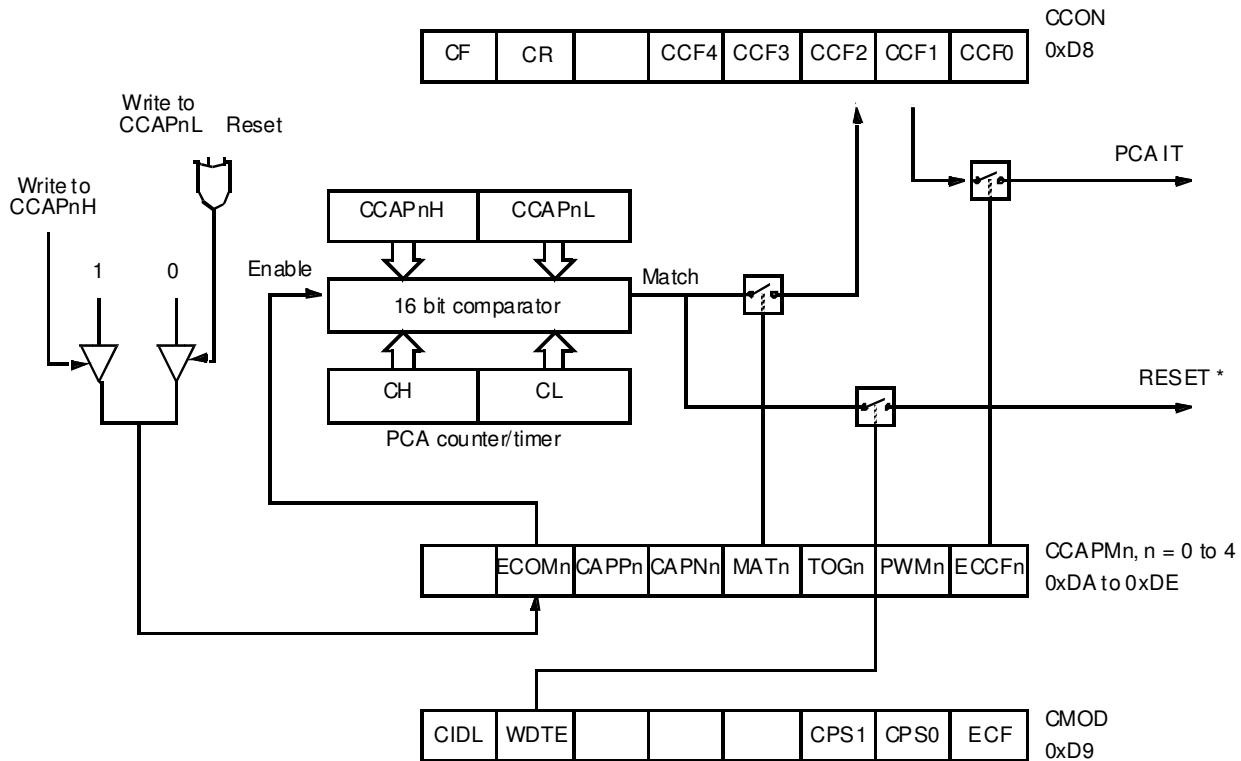 CCON
CF CR CCF4 CCF3 CCF2 CCF1 CCF0
0xD8
Write to
CCAPnL Reset
PCA IT
Write to
CCAPnH
CCAPnH CCAPnL
1 0
Enable
Match
16 bit comparator
RESET *
CH CL
PCA counter/timer
ECOMn CAPPn CAPNn MATn TOGn PWMn ECCFn
CCAPMn, n = 0 to 4
0xDA to 0xDE
CIDL WDTE CPS1 CPS0 ECF
CMOD
0xD9